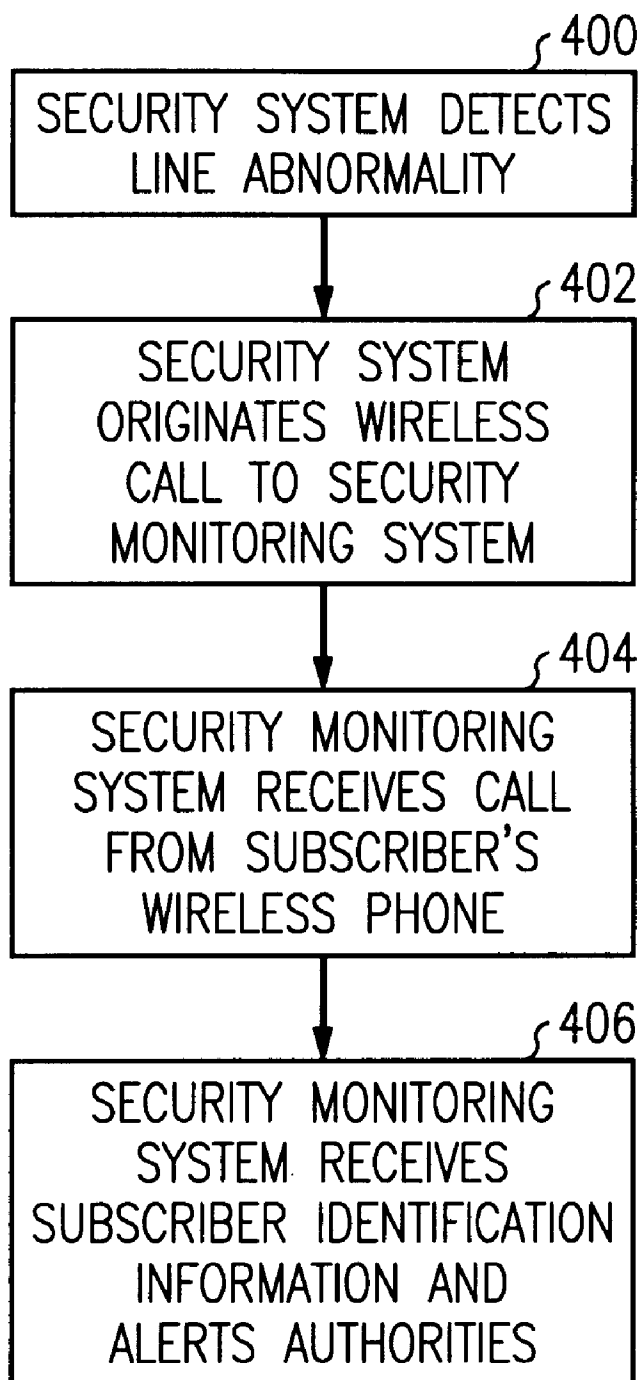 400
SECURITY SYSTEM DETECTS
LINE ABNORMALITY
402
SECURITY SYSTEM
ORIGINATES WIRELESS
CALL TO SECURITY
MONITORING SYSTEM
404
SECURITY MONITORING
SYSTEM RECEIVES CALL
FROM SUBSCRIBER'S
WIRELESS PHONE
406
SECURITY MONITORING
SYSTEM RECEIVES
SUBSCRIBER IDENTIFICATION
INFORMATION AND
ALERTS AUTHORITIES